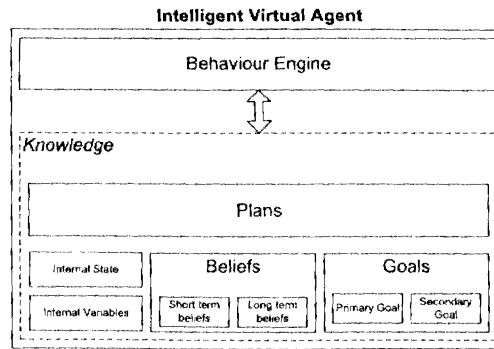 Intelligent Virtual Agent
Behaviour Engine
Knowledge
Plans
Internal State
Internal Variables
Beliefs
Short term
beliefs
Long term
beliefs
Goals
Primary Goal
Secondary
Goal